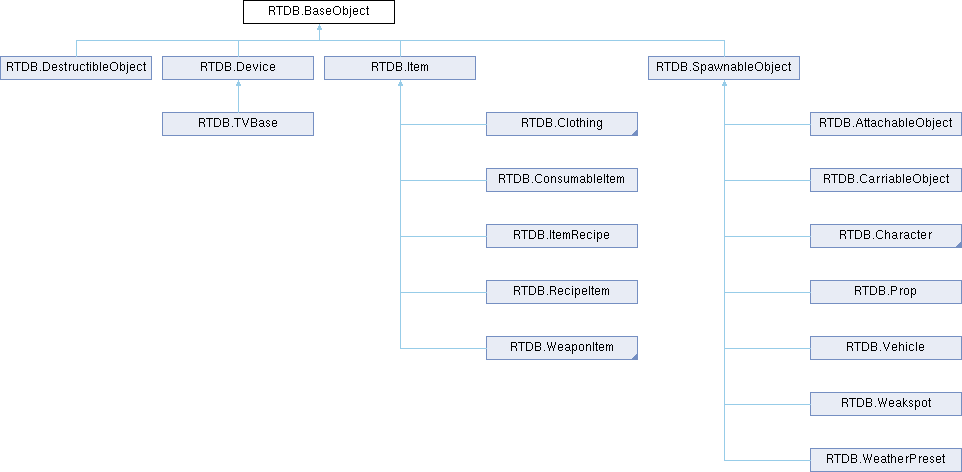 RTDB.BaseObject
RTDB.DestructibleObject
RTDB.Device
RTDB.Item
RTDB.SpawnableObject
RTDB.TVBase
RTDB.Clothing
RTDB.AttachableObject
RTDB.ConsumableItem
RTDB.CarriableObject
RTDB.ItemRecipe
RTDB.Character
RTDB.RecipeItem
RTDB.Prop
RTDB.WeaponItem
RTDB.Vehicle
RTDB.Weakspot
RTDB.WeatherPreset